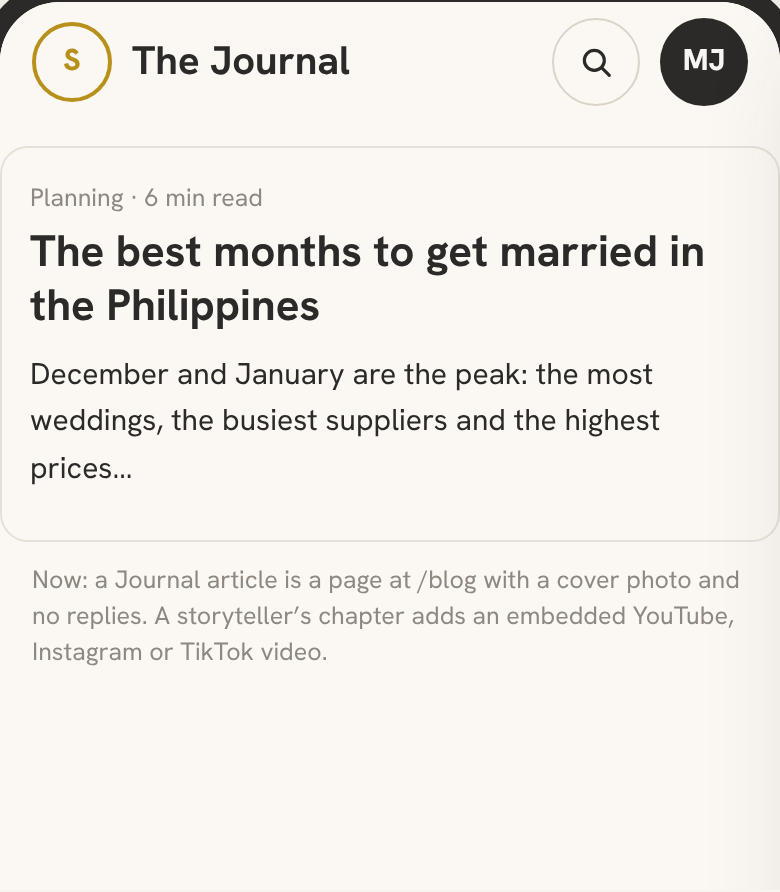 S The Journal MJ
Planning · 6 min read
The best months to get married in
the Philippines
December and January are the peak: the most
weddings, the busiest suppliers and the highest
prices...
Now: a Journal article is a page at /blog with a cover photo and
no replies. A storyteller’s chapter adds an embedded YouTube,
Instagram or TikTok video.